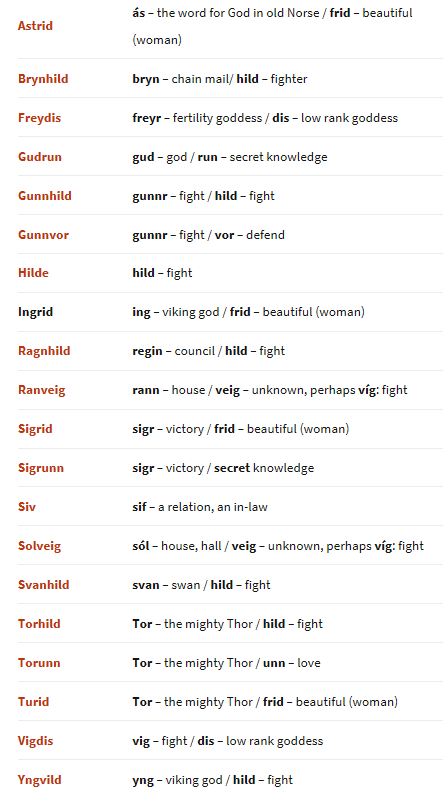 Astrid ás – the word for God in old Norse / frid – beautiful
(woman)
Brynhild bryn – chain mail/ hild – fighter
Freydis freyr – fertility goddess / dis – low rank goddess
Gudrun gud – god / run – secret knowledge
Gunnhild gunnr – fight / hild – fight
Gunnvor gunnr – fight / vor – defend
Hilde hild – fight
Ingrid ing – viking god / frid – beautiful (woman)
Ragnhild regin – council / hild – fight
Ranveig rann – house / veig – unknown, perhaps víg: fight
Sigrid sigr – victory / frid – beautiful (woman)
Sigrunn sigr – victory / secret knowledge
Siv sif – a relation, an in-law
Solveig sól – house, hall / veig – unknown, perhaps víg: fight
Svanhild svan – swan / hild – fight
Torhild Tor – the mighty Thor / hild – fight
Torunn Tor – the mighty Thor / unn – love
Turid Tor – the mighty Thor / frid – beautiful (woman)
Vigdis vig – fight / dis – low rank goddess
Yngvild yng – viking god / hild – fight